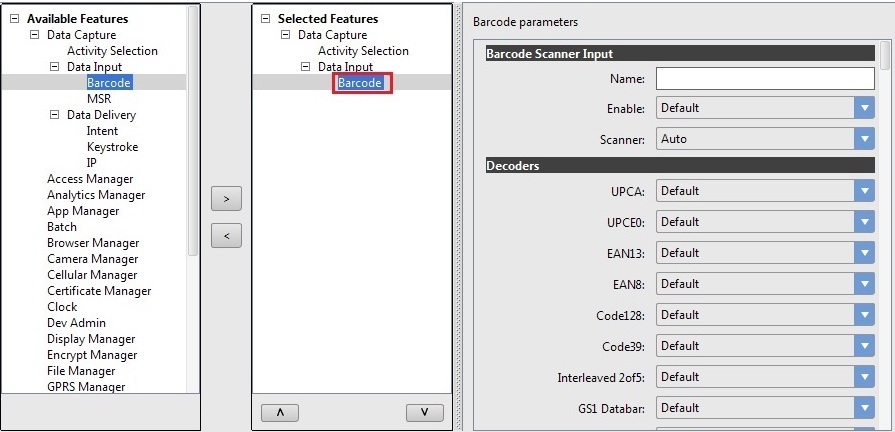 Available Features
Data Capture
Activity Selection
Data Input
Barcode
MSR
Data Delivery
Intent
Keystroke
IP
Access Manager
Analytics Manager
App Manager
Batch
Browser Manager
Camera Manager
Cellular Manager
Certificate Manager
Clock
Dev Admin
Display Manager
Encrypt Manager
File Manager
GPRS Manager
>
<
Selected Features
Data Capture
Activity Selection
Data Input
Barcode
Λ
V
Barcode parameters
Barcode Scanner Input
Name:
Enable: Default
Scanner: Auto
Decoders
UPCA: Default
UPCE0: Default
EAN13: Default
EAN8: Default
Code128: Default
Code39: Default
Interleaved 2of5: Default
GS1 Databar: Default